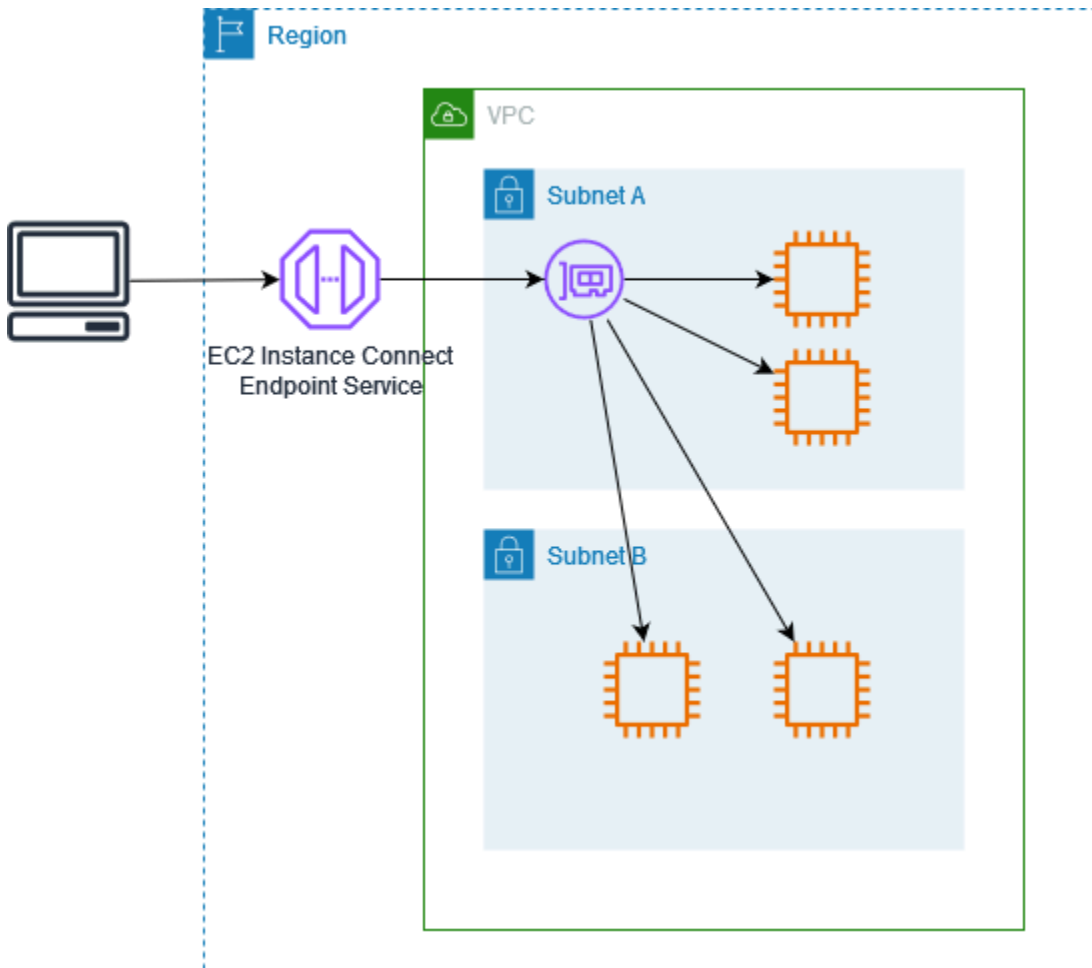 Region
VPC
Subnet A
EC2 Instance Connect
Endpoint Service
Subnet B